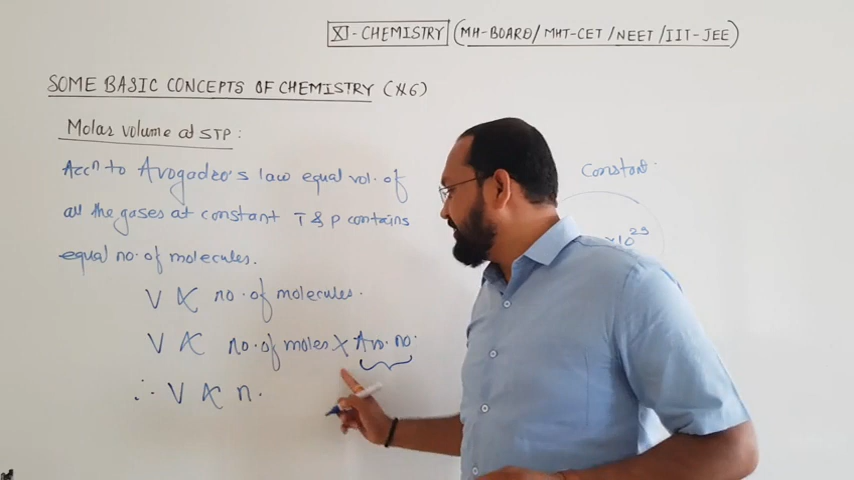 XI-CHEMISTRY (MH-BOARD/MHT-CET/NEET/IIT-JEE)
SOME BASIC CONCEPTS OF CHEMISTRY (#6)
Molar volume at STP:
Accⁿ to Avogadro's law equal vol. of
all the gases at constant T & P contains
equal no. of molecules.
V ∝ no. of molecules.
V ∝ no. of moles × Av. no.
∴ V ∝ n.
Constant.
×10²³